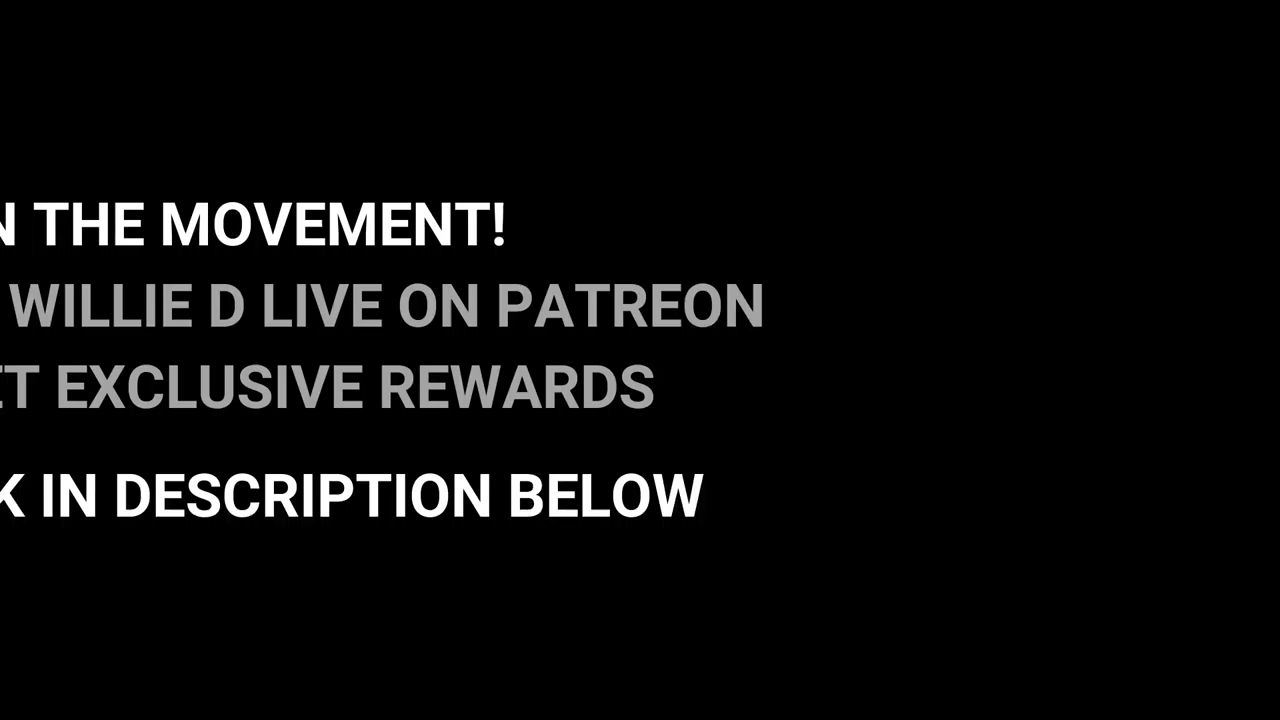 N THE MOVEMENT!
WILLIE D LIVE ON PATREON
ET EXCLUSIVE REWARDS
K IN DESCRIPTION BELOW